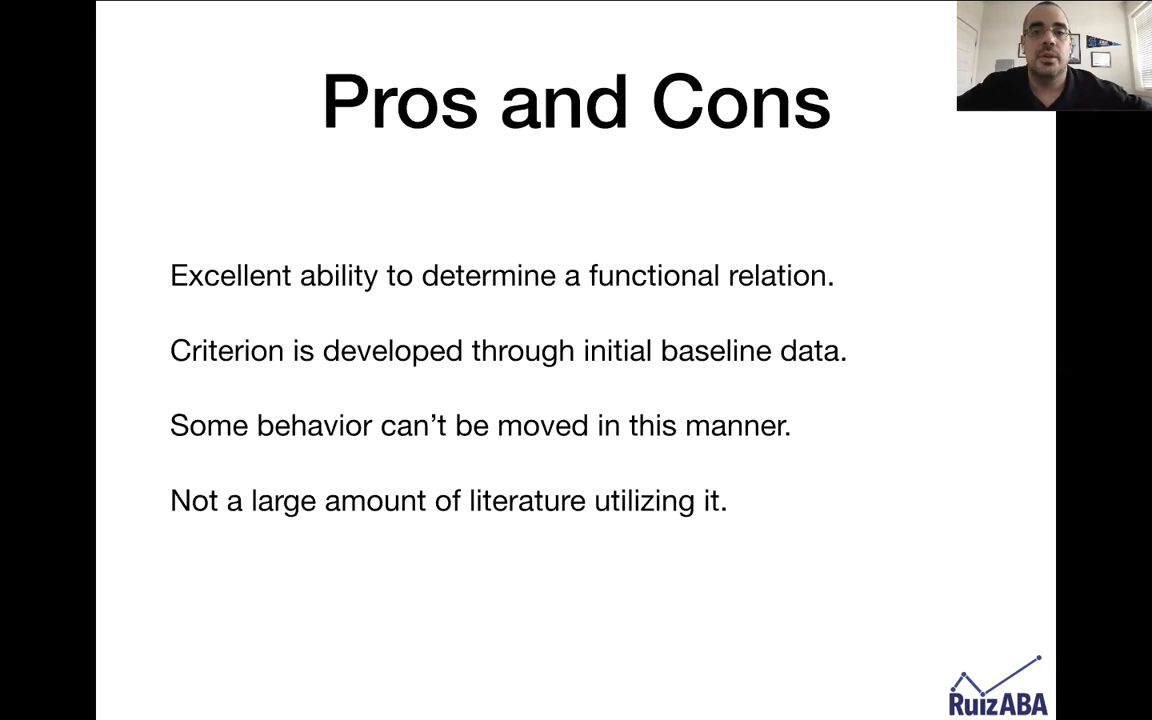 Pros and Cons
Excellent ability to determine a functional relation.
Criterion is developed through initial baseline data.
Some behavior can’t be moved in this manner.
Not a large amount of literature utilizing it.
RuizABA